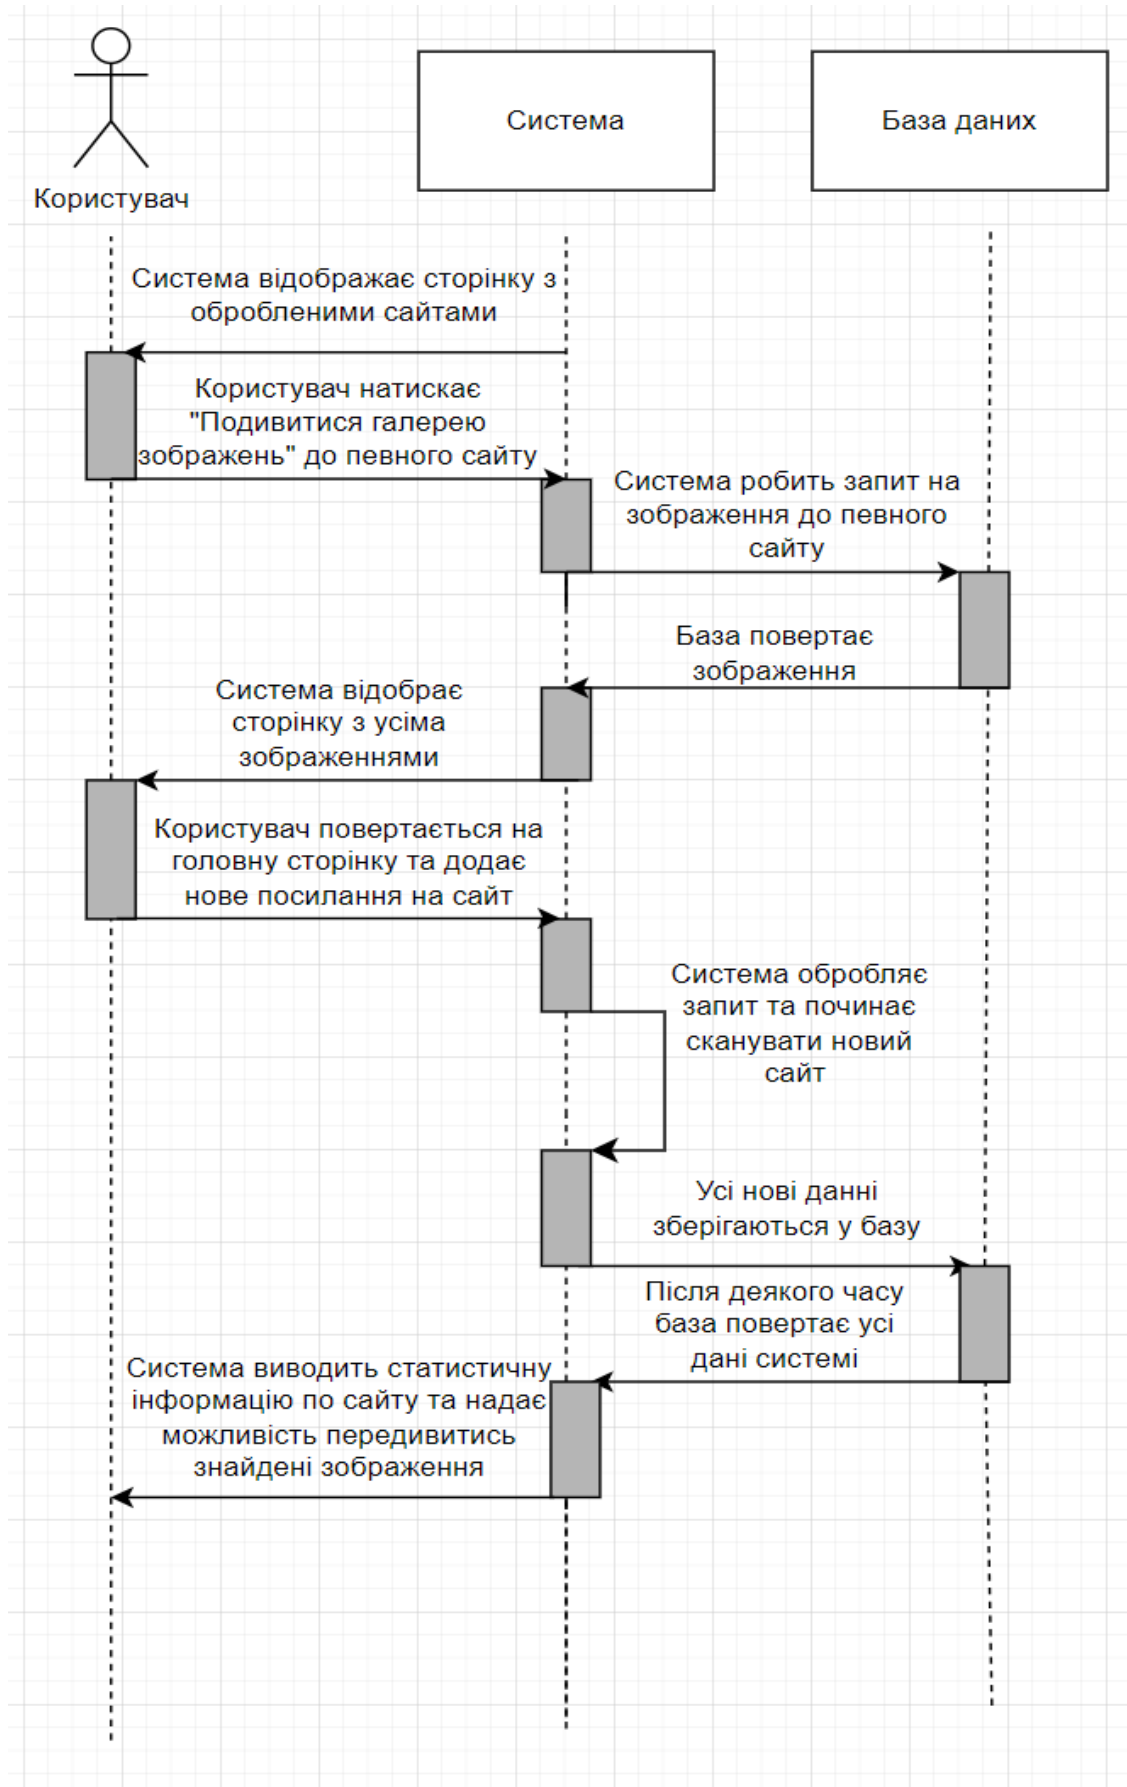 Користувач
Система
База даних
Система відображає сторінку з
обробленими сайтами
Користувач натискає
"Подивитися галерею
зображень" до певного сайту
Система робить запит на
зображення до певного
сайту
База повертає
зображення
Система відобрає
сторінку з усіма
зображеннями
Користувач повертається на
головну сторінку та додає
нове посилання на сайт
Система обробляє
запит та починає
сканувати новий
сайт
Усі нові данні
зберігаються у базу
Після деякого часу
база повертає усі
дані системі
Система виводить статистичну
інформацію по сайту та надає
можливість передивитись
знайдені зображення